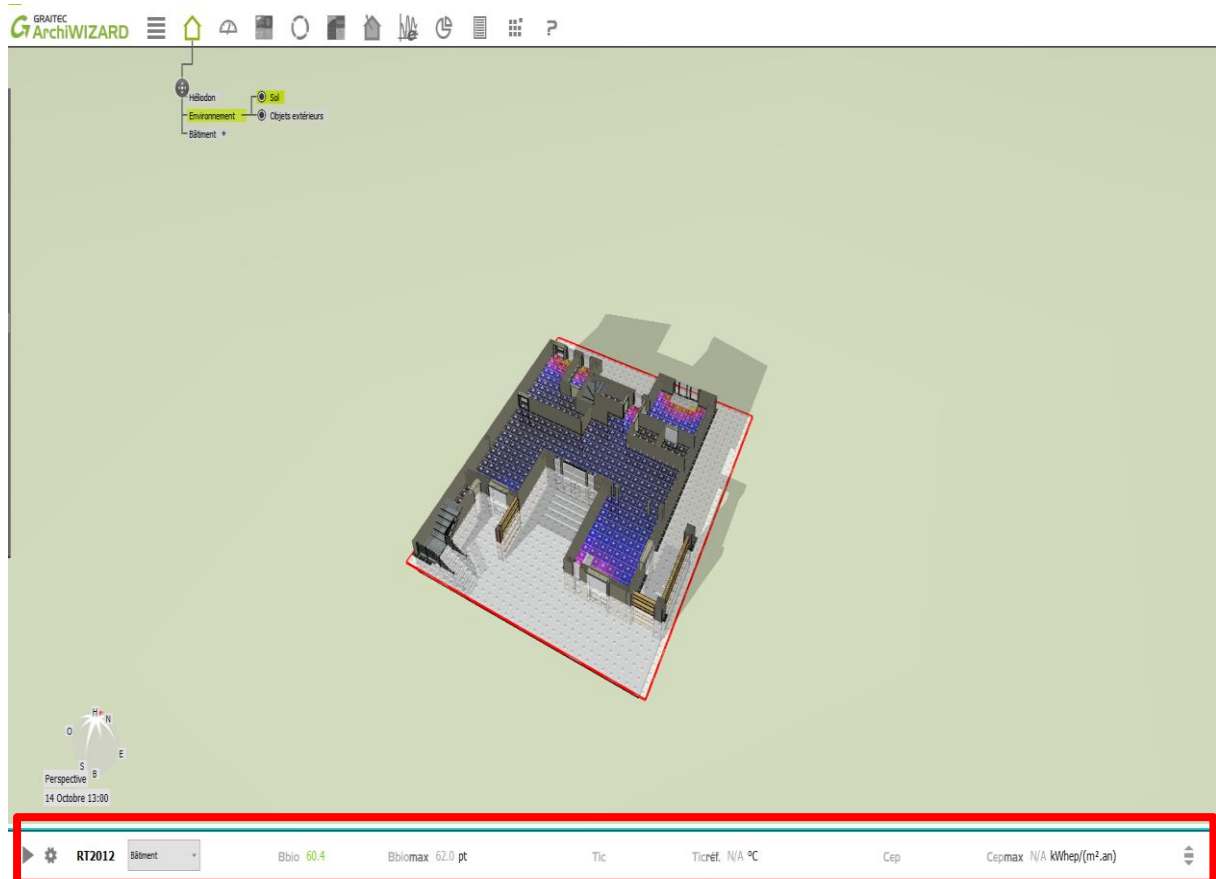 GRAITEC
ArchiWIZARD
Héliodon
Sol
Environnement
Objets extérieurs
Bâtiment +
H
N
O
E
S
B
Perspective
14 Octobre 13:00
RT2012 Bâtiment Bbio 60.4 Bbiomax 62.0 pt Tic Ticréf. N/A °C Cep Cepmax N/A kWhep/(m².an)